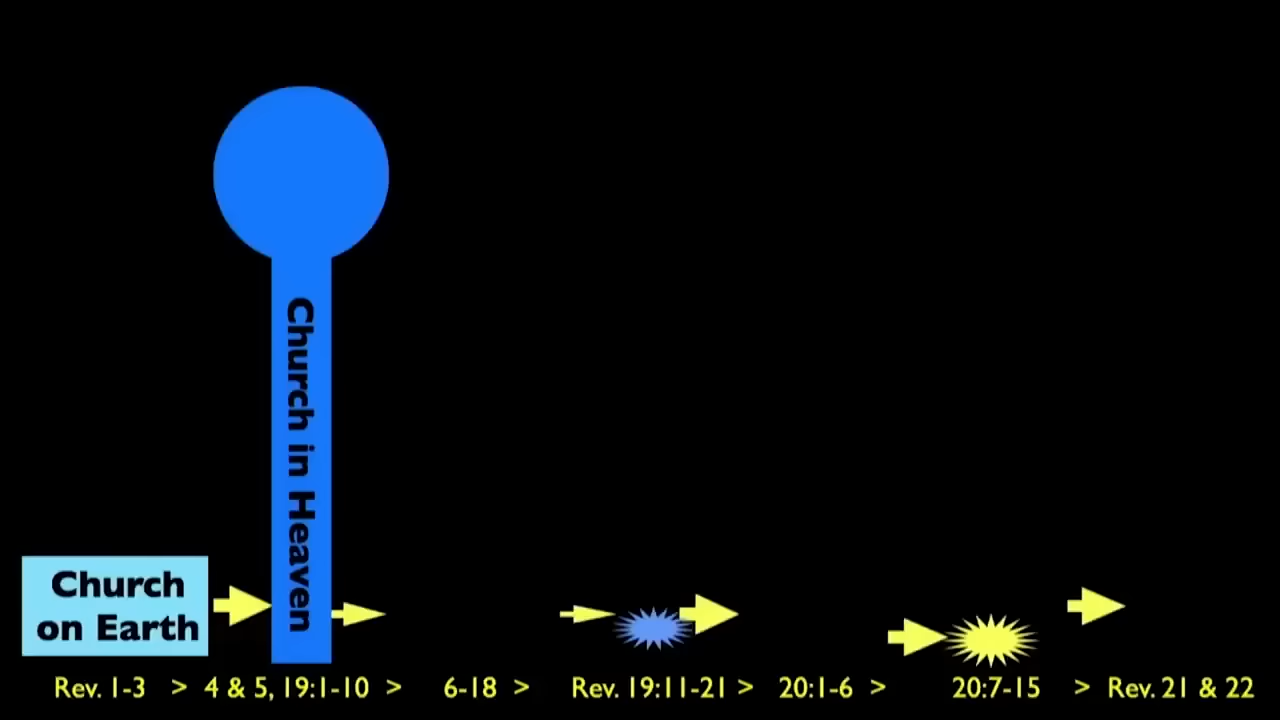 Church in Heaven
Church
on Earth
Rev. 1-3 > 4 & 5, 19:1-10 > 6-18 > Rev. 19:11-21 > 20:1-6 > 20:7-15 > Rev. 21 & 22